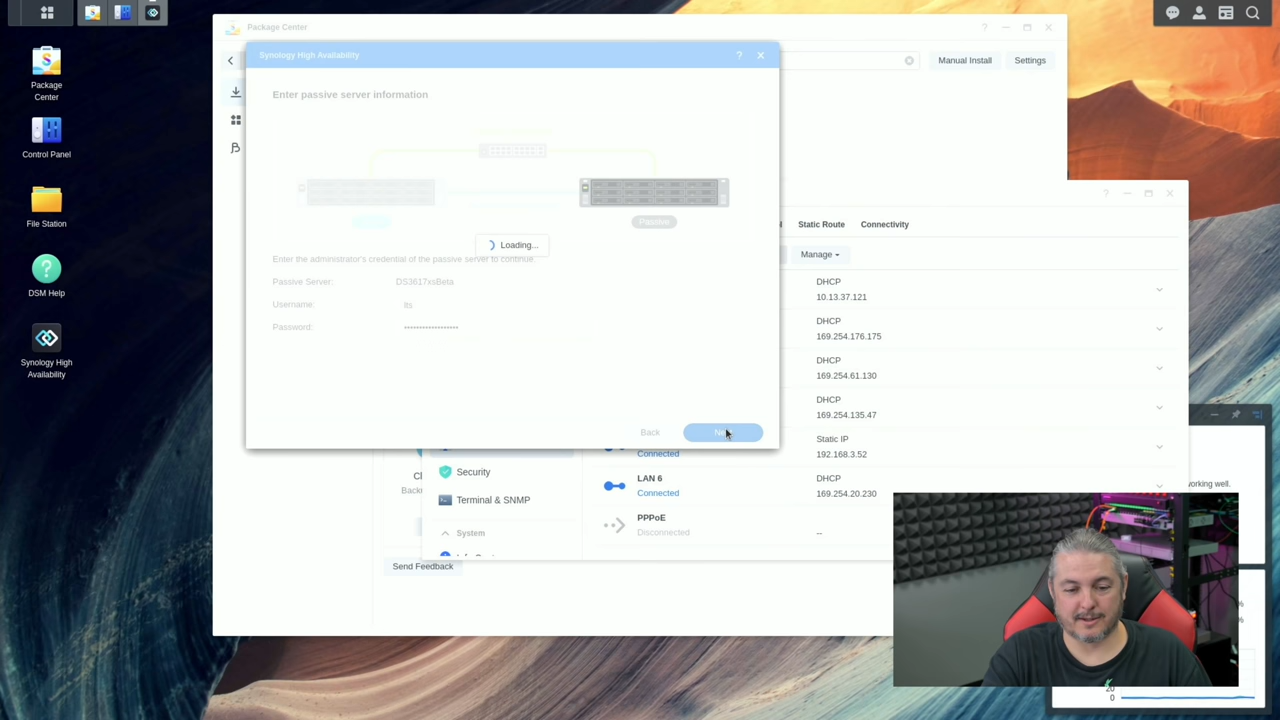 Package Center
Synology High Availability
Manual Install
Settings
Package
Center
Control Panel
File Station
DSM Help
Synology High
Availability
Enter passive server information
Passive
Loading...
Enter the administrator's credential of the passive server to continue.
Passive Server: DS3617xsBeta
Username: lts
Password: ••••••••••••••••••
Back
Static Route
Connectivity
Manage
DHCP
10.13.37.121
DHCP
169.254.176.175
DHCP
169.254.61.130
DHCP
169.254.135.47
Static IP
Connected
192.168.3.52
LAN 6
DHCP
Connected
169.254.20.230
PPPoE
Disconnected
--
Security
Terminal & SNMP
System
Send Feedback
working well.
%
%
20
0